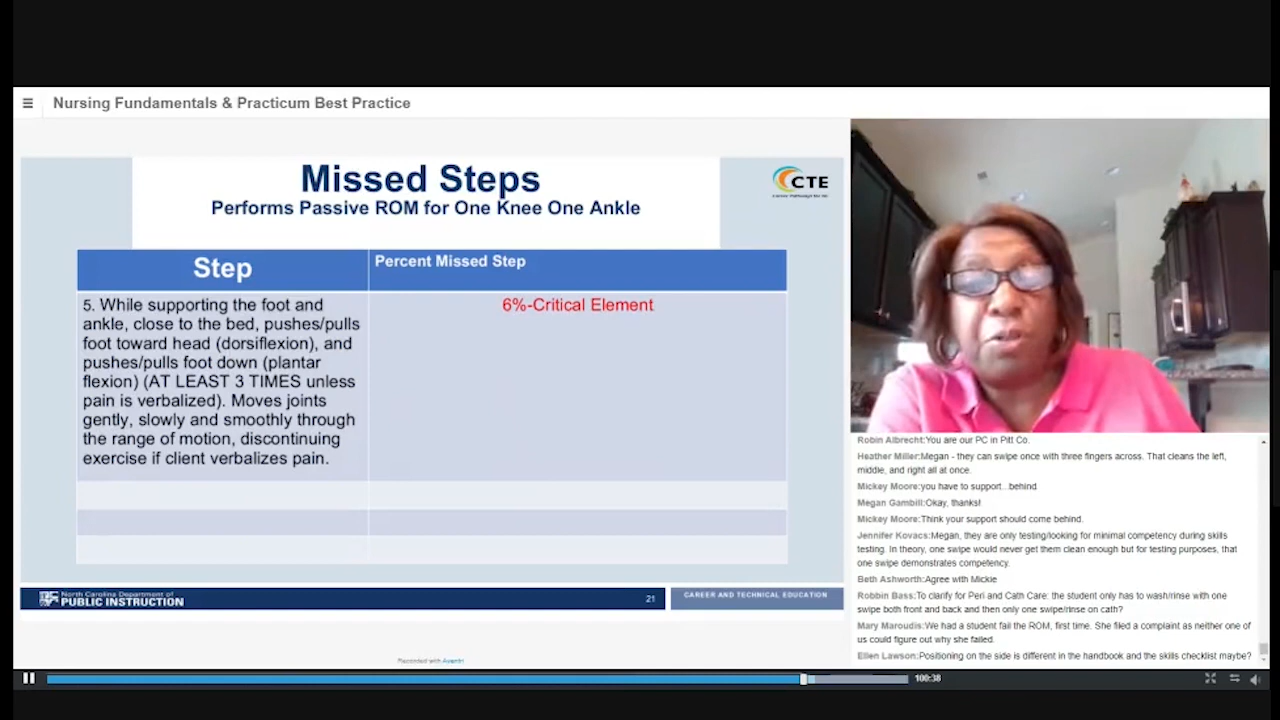 ☰ Nursing Fundamentals & Practicum Best Practice
Missed Steps
Performs Passive ROM for One Knee One Ankle
CTE
Step
Percent Missed Step
5. While supporting the foot and
ankle, close to the bed, pushes/pulls
foot toward head (dorsiflexion), and
pushes/pulls foot down (plantar
flexion) (AT LEAST 3 TIMES unless
pain is verbalized). Moves joints
gently, slowly and smoothly through
the range of motion, discontinuing
exercise if client verbalizes pain.
6%-Critical Element
North Carolina Department of
PUBLIC INSTRUCTION
21
CAREER AND TECHNICAL EDUCATION
Recorded with
Robin Albrecht:You are our PC in Pitt Co.
Heather Miller:Megan - they can swipe once with three fingers across. That cleans the left,
middle, and right all at once.
Mickey Moore:you have to support...behind
Megan Gambill:Okay, thanks!
Mickey Moore:Think your support should come behind.
Jennifer Kovacs:Megan, they are only testing/looking for minimal competency during skills
testing. In theory, one swipe would never get them clean enough but for testing purposes, that
one swipe demonstrates competency.
Beth Ashworth:Agree with Mickie
Robbin Bass:To clarify for Peri and Cath Care: the student only has to wash/rinse with one
swipe both front and back and then only one swipe/rinse on cath?
Mary Maroudis:We had a student fail the ROM, first time. She filed a complaint as neither one of
us could figure out why she failed.
Ellen Lawson:Positioning on the side is different in the handbook and the skills checklist maybe?
100:38